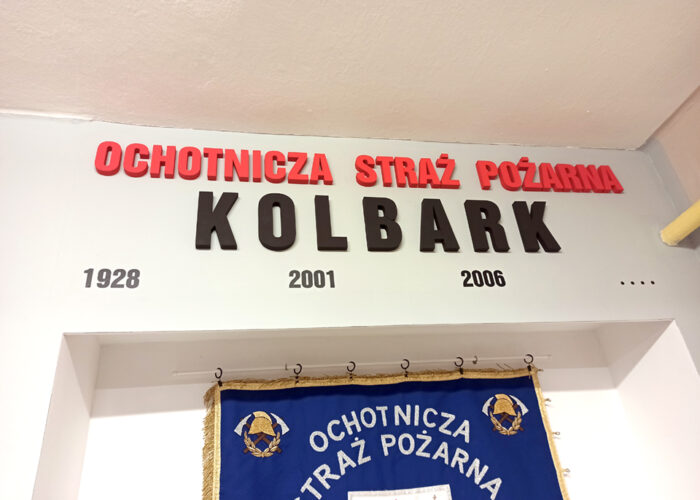 OCHOTNICZA STRAŻ POŻARNA
KOLBARK
1928 2001 2006 ....
OCHOTNICZA
STRAŻ POŻARNA